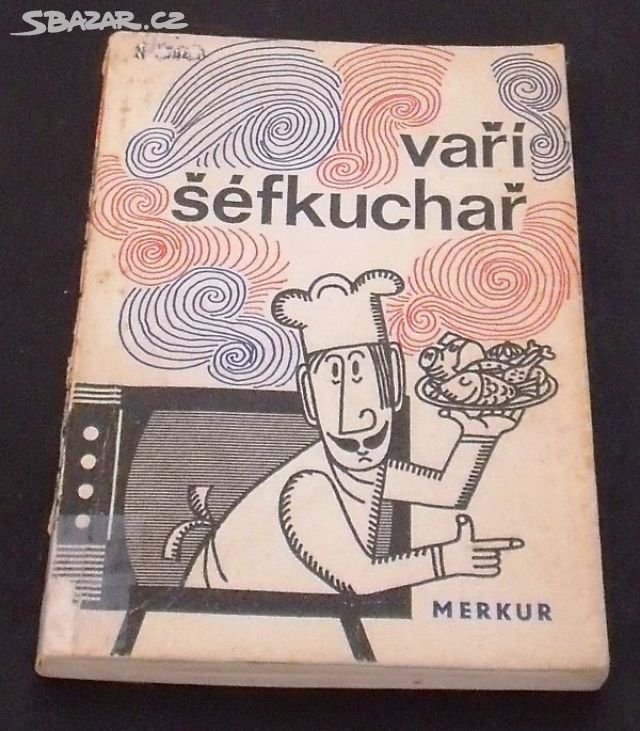 SBAZAR.CZ
vaří
šéfkuchař
MERKUR